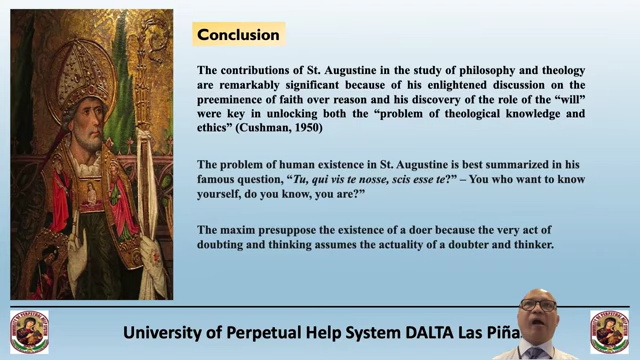 Conclusion
The contributions of St. Augustine in the study of philosophy and theology
are remarkably significant because of his enlightened discussion on the
preeminence of faith over reason and his discovery of the role of the “will”
were key in unlocking both the “problem of theological knowledge and
ethics” (Cushman, 1950)
The problem of human existence in St. Augustine is best summarized in his
famous question, “Tu, qui vis te nosse, scis esse te?” – You who want to know
yourself, do you know, you are?”
The maxim presuppose the existence of a doer because the very act of
doubting and thinking assumes the actuality of a doubter and thinker.
University of Perpetual Help System DALTA Las Piña